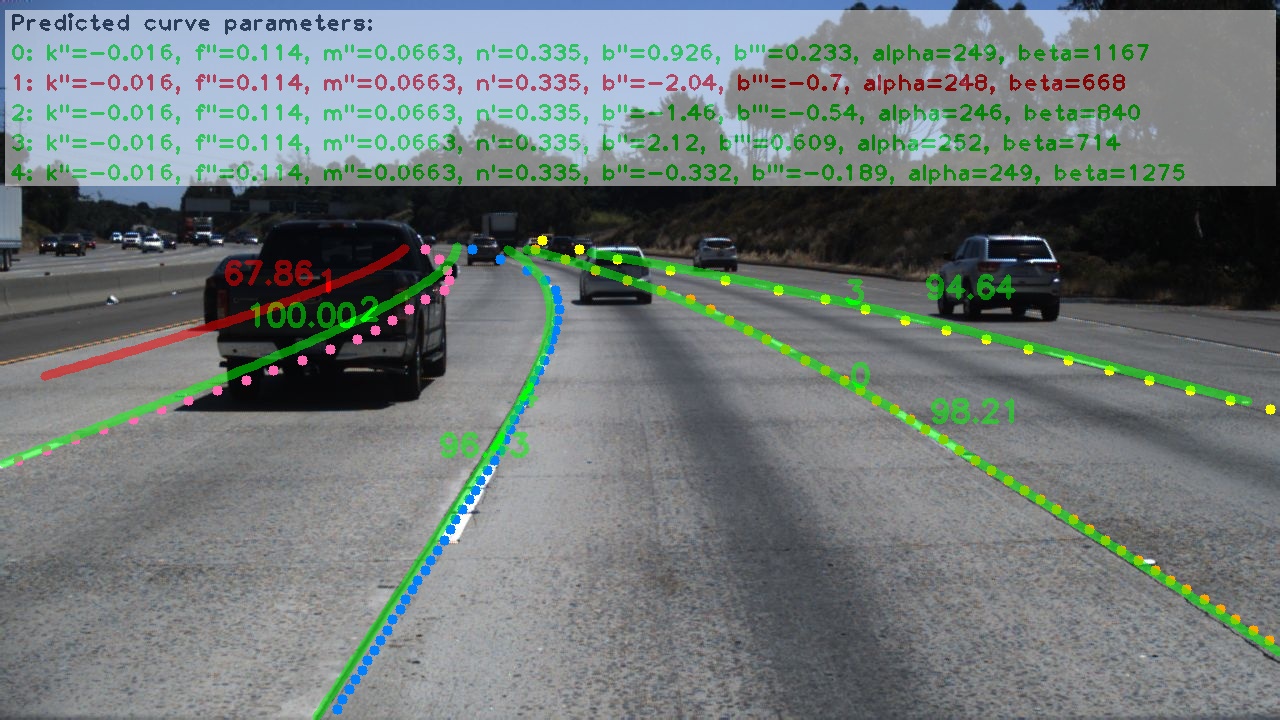 Predicted curve parameters:
0: k''=−0.016, f''=0.114, m''=0.0663, n'=0.335, b''=0.926, b'''=0.233, alpha=249, beta=1167
1: k''=−0.016, f''=0.114, m''=0.0663, n'=0.335, b''=−2.04, b'''=−0.7, alpha=248, beta=668
2: k''=−0.016, f''=0.114, m''=0.0663, n'=0.335, b''=−1.46, b'''=−0.54, alpha=246, beta=840
3: k''=−0.016, f''=0.114, m''=0.0663, n'=0.335, b''=2.12, b'''=0.609, alpha=252, beta=714
4: k''=−0.016, f''=0.114, m''=0.0663, n'=0.335, b''=−0.332, b'''=−0.189, alpha=249, beta=1275
67.86 1
94.64 3
100.00 2
0
98.21